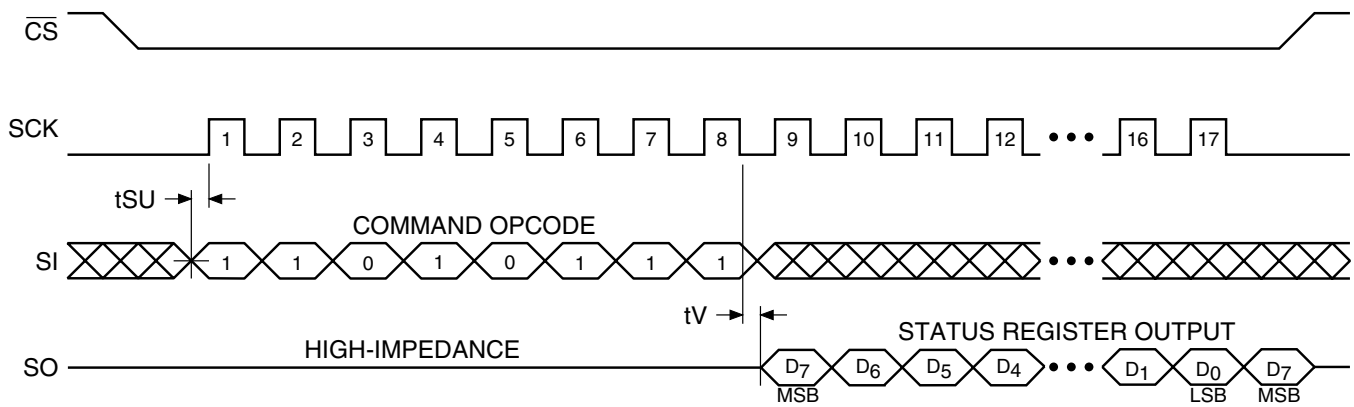 CS
SCK 1 2 3 4 5 6 7 8 9 10 11 12 ••• 16 17
tSU
COMMAND OPCODE
SI 1 1 0 1 0 1 1 1 •••
tV
STATUS REGISTER OUTPUT
HIGH-IMPEDANCE
SO D7 D6 D5 D4 ••• D1 D0 D7
MSB LSB MSB